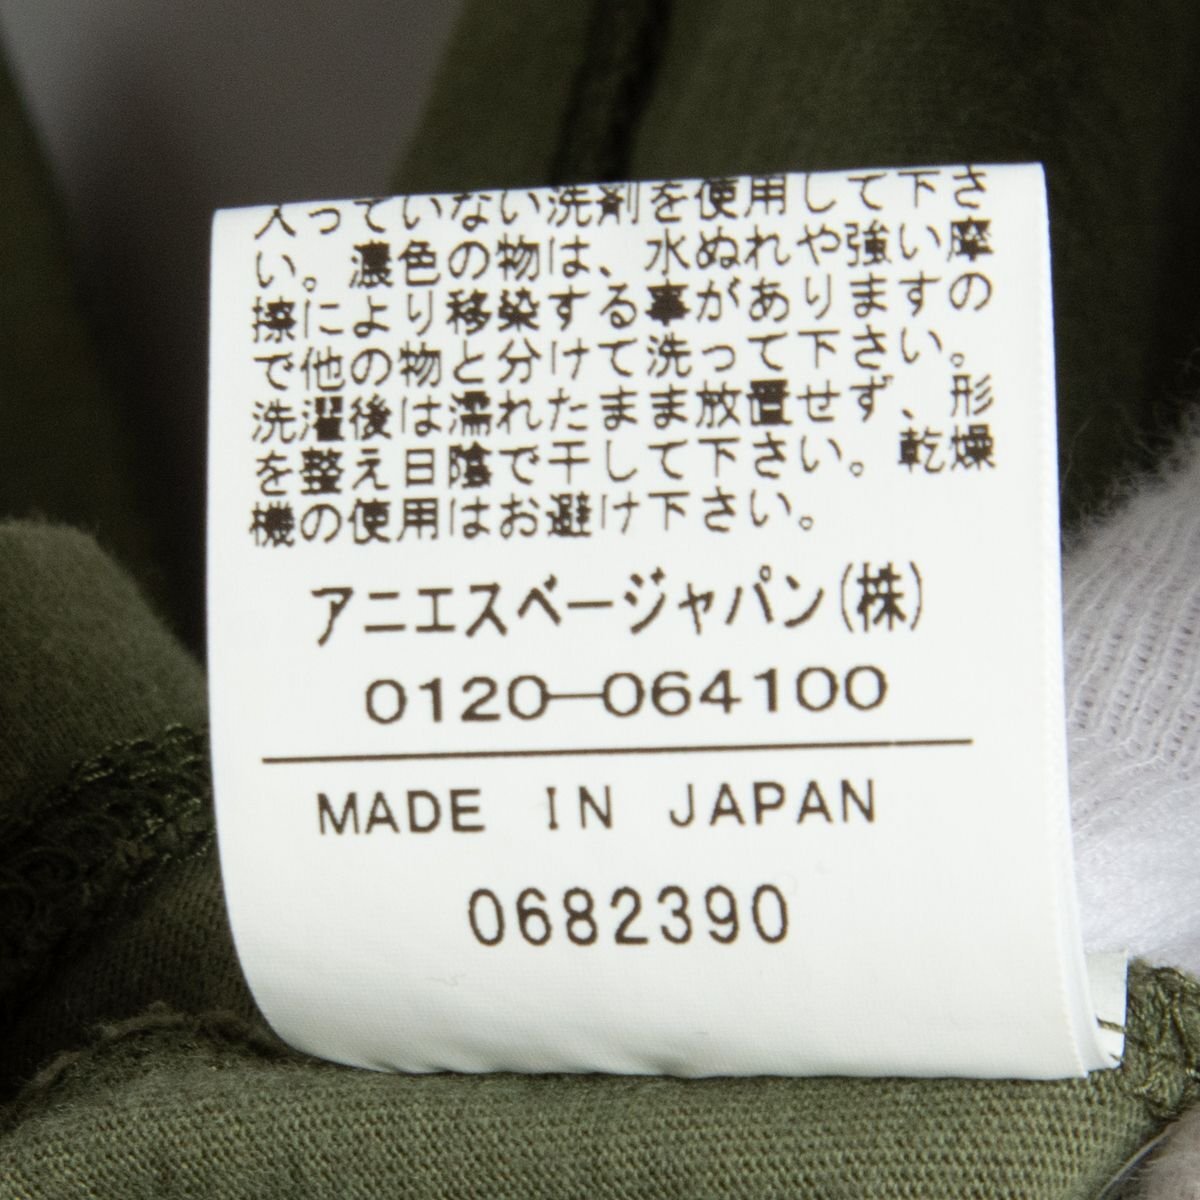 入っていない洗剤を使用して下さ
い。濃色の物は、水ぬれや強い摩
擦により移染する事がありますの
で他の物と分けて洗って下さい。
洗濯後は濡れたまま放置せず、形
を整え日陰で干して下さい。乾燥
機の使用はお避け下さい。
アニエスベージャパン(株)
0120-064100
MADE IN JAPAN
0682390